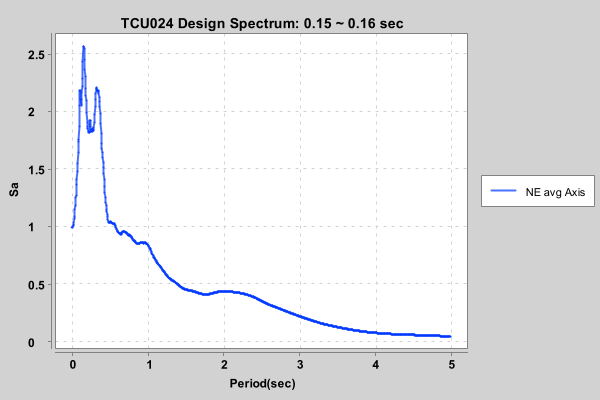 TCU024 Design Spectrum: 0.15 ~ 0.16 sec
2.5
2
1.5
1
0.5
0
Sa
0 1 2 3 4 5
Period(sec)
NE avg Axis